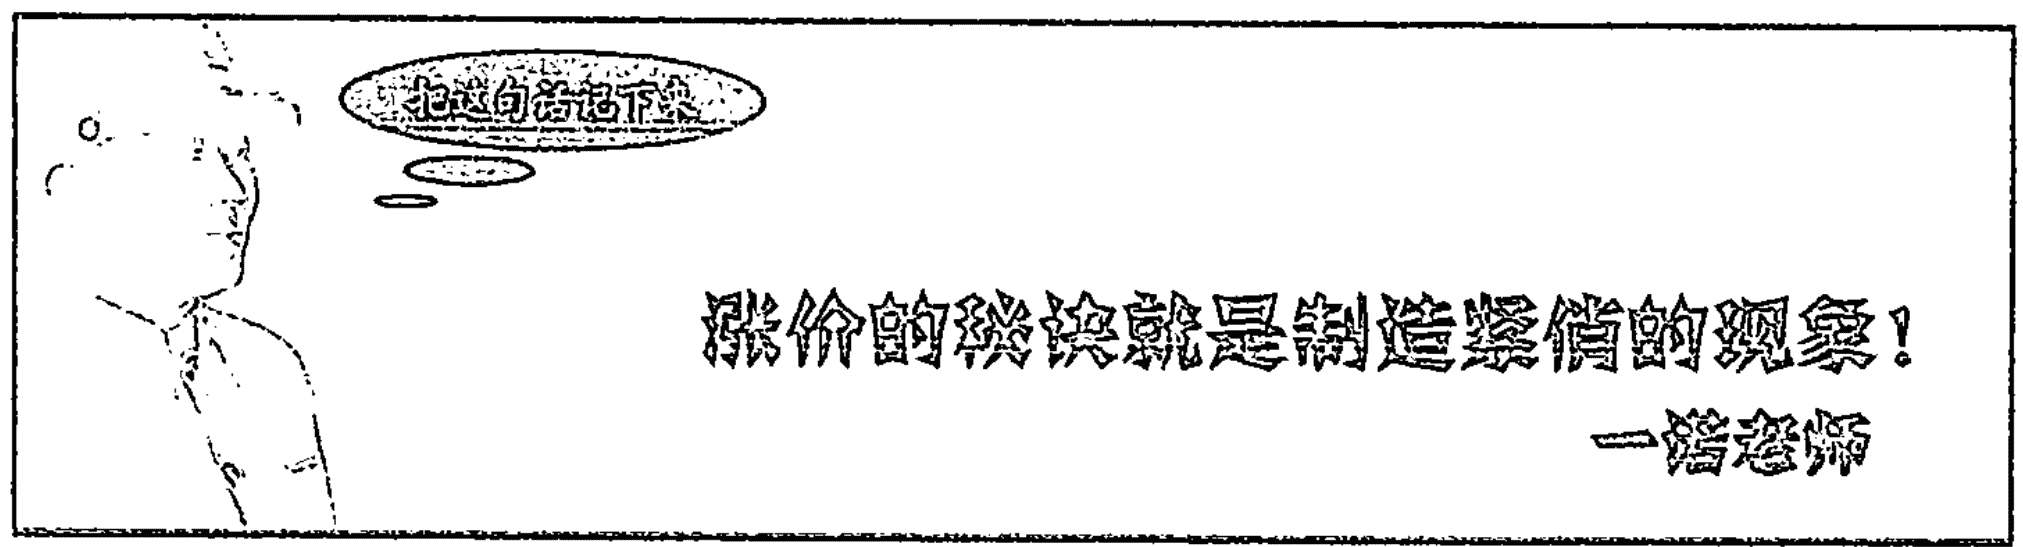 把这句话记下来
涨价的秘诀就是制造紧俏的现象！
一诺老师